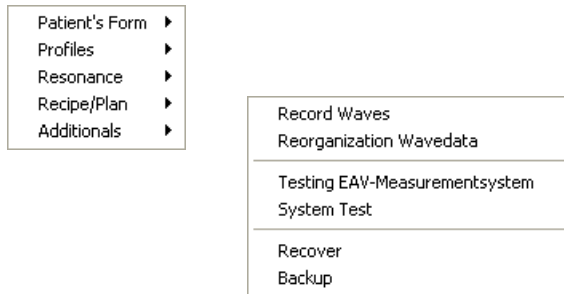 Patient's Form
Profiles
Resonance
Recipe/Plan
Additionals
Record Waves
Reorganization Wavedata
Testing EAV-Measurementsystem
System Test
Recover
Backup